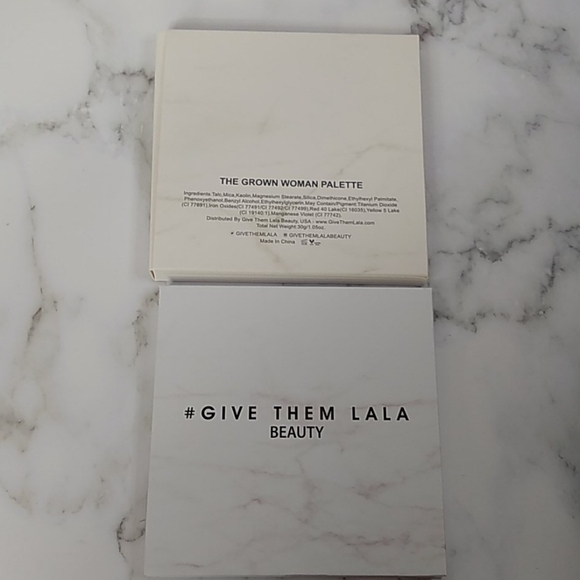 THE GROWN WOMAN PALETTE
Ingredients:Talc,Mica,Kaolin,Magnesium Stearate,Silica,Dimethicone,Ethylhexyl Palmitate,
Phenoxyethanol,Benzyl Alcohol,Ethylhexylglycerin.May Contain/Pigment:Titanium Dioxide
(CI 77891);Iron Oxides(CI 77491/CI 77492/CI 77499);Red 40 Lake(CI 16035);Yellow 5 Lake
(CI 19140:1);Manganese Violet (CI 77742).
Distributed By Give Them Lala Beauty, USA - www.GiveThemLala.com
Total Net Weight:30g/1.05oz.
# GIVETHEMLALA GIVETHEMLALABEAUTY
Made In China
#GIVE THEM LALA
BEAUTY